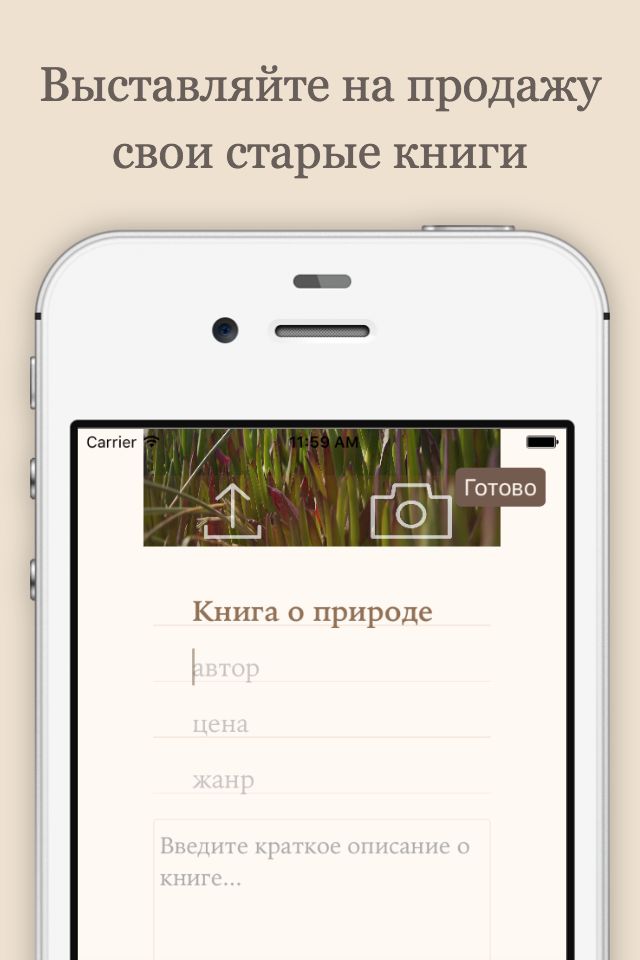 Выставляйте на продажу
свои старые книги
Carrier 11:59 AM
Готово
Книга о природе
автор
цена
жанр
Введите краткое описание о
книге...